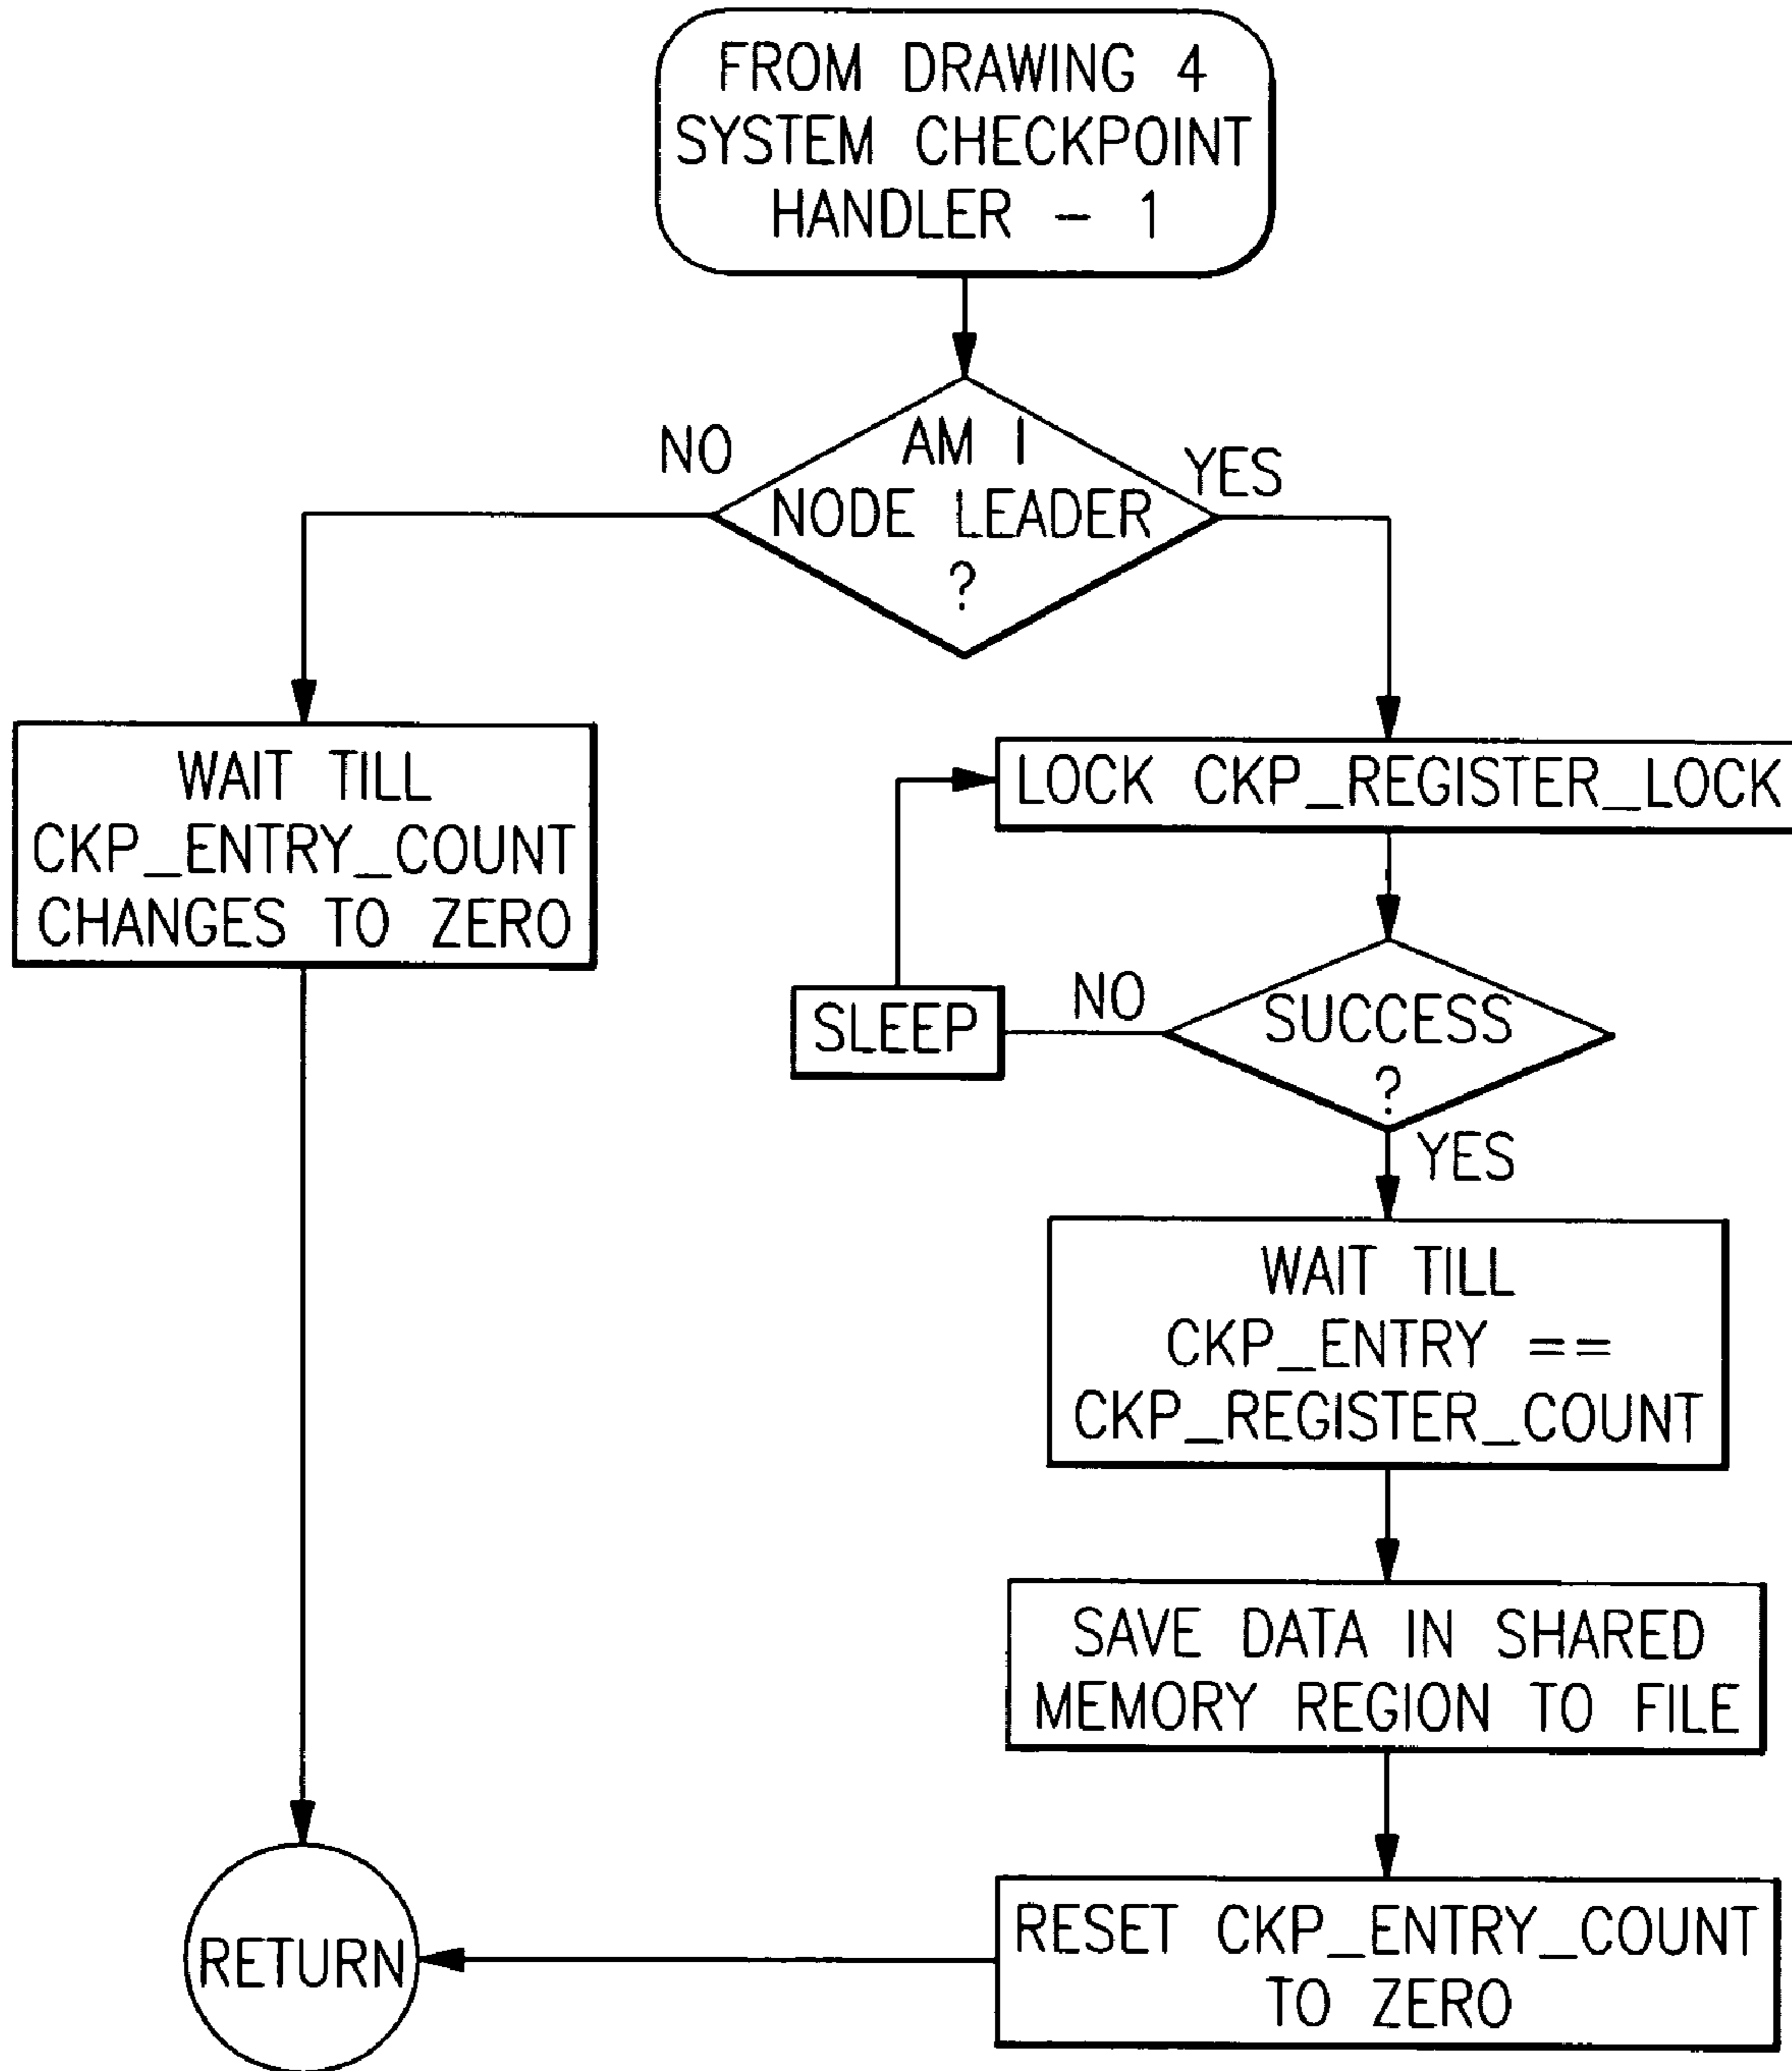 FROM DRAWING 4
SYSTEM CHECKPOINT
HANDLER - 1
NO
AM I
NODE LEADER
?
YES
WAIT TILL
CKP_ENTRY_COUNT
CHANGES TO ZERO
LOCK CKP_REGISTER_LOCK
SLEEP
NO
SUCCESS
?
YES
WAIT TILL
CKP_ENTRY ==
CKP_REGISTER_COUNT
SAVE DATA IN SHARED
MEMORY REGION TO FILE
RETURN
RESET CKP_ENTRY_COUNT
TO ZERO